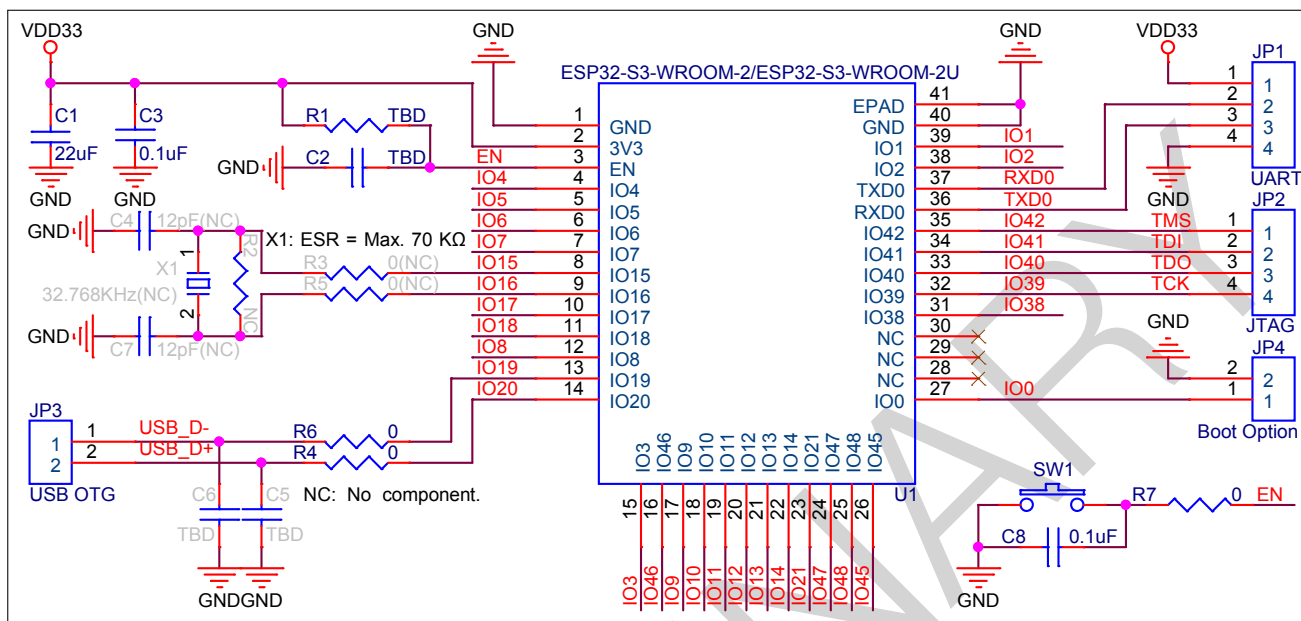 VDD33
C1
22uF
GND
C3
0.1uF
GND
R1
TBD
C2
TBD
GND
GND
C4
12pF(NC)
GND
X1
1
2
32.768KHz(NC)
R2
NC
C7
12pF(NC)
GND
X1: ESR = Max. 70 KΩ
R3
0(NC)
R5
0(NC)
JP3
1
2
1
2
USB OTG
USB_D-
USB_D+
R6
0
R4
0
C6
TBD
C5
TBD
GND
GND
NC: No component.
ESP32-S3-WROOM-2/ESP32-S3-WROOM-2U
1 GND
2 3V3
EN 3 EN
IO4 4 IO4
IO5 5 IO5
IO6 6 IO6
IO7 7 IO7
IO15 8 IO15
IO16 9 IO16
IO17 10 IO17
IO18 11 IO18
IO8 12 IO8
IO19 13 IO19
IO20 14 IO20
IO3 IO46 IO9 IO10 IO11 IO12 IO13 IO14 IO21 IO47 IO48 IO45
15 16 17 18 19 20 21 22 23 24 25 26
IO3 IO46 IO9 IO10 IO11 IO12 IO13 IO14 IO21 IO47 IO48 IO45
U1
EPAD 41
GND 40
IO1 39 IO1
IO2 38 IO2
TXD0 37 RXD0
RXD0 36 TXD0
IO42 35 IO42 TMS
IO41 34 IO41 TDI
IO40 33 IO40 TDO
IO39 32 IO39 TCK
IO38 31 IO38
NC 30
NC 29
NC 28
IO0 27 IO0
GND
VDD33
JP1
1 1
2 2
3 3
4 4
UART
GND
JP2
1 1
2 2
3 3
4 4
JTAG
GND
JP4
2 2
1 1
Boot Option
SW1
R7
0
EN
C8
0.1uF
GND